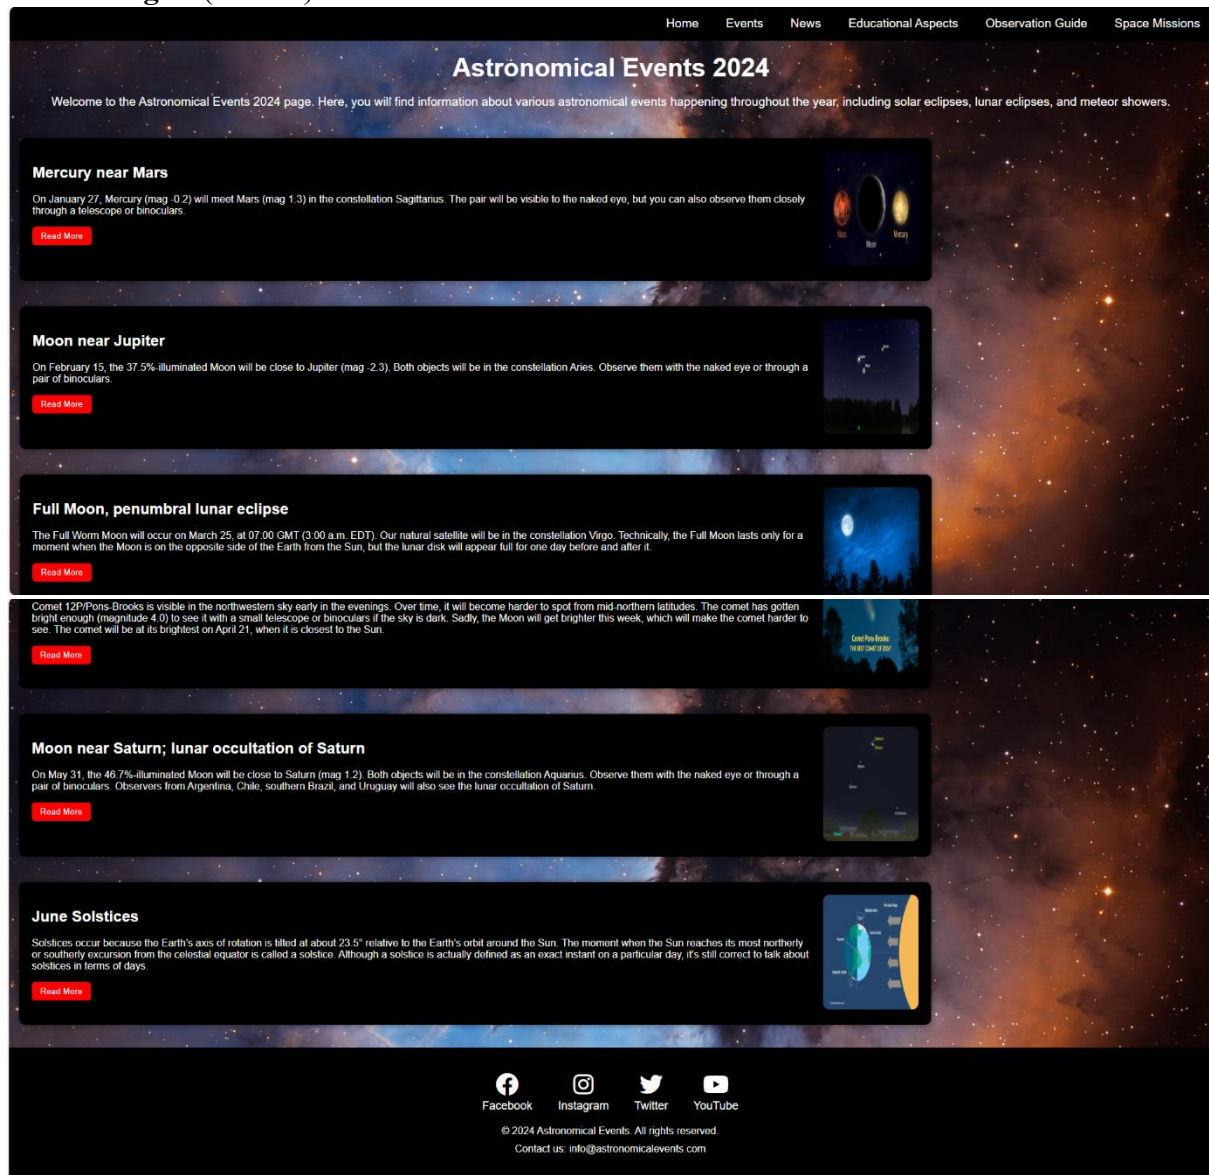 Home Events News Educational Aspects Observation Guide Space Missions
Astronomical Events 2024
Welcome to the Astronomical Events 2024 page. Here, you will find information about various astronomical events happening throughout the year, including solar eclipses, lunar eclipses, and meteor showers.
Mercury near Mars
On January 27, Mercury (mag -0.2) will meet Mars (mag 1.3) in the constellation Sagittarius. The pair will be visible to the naked eye, but you can also observe them closely
through a telescope or binoculars.
Read More
Mars
Moon
Mercury
Moon near Jupiter
On February 15, the 37.5%-illuminated Moon will be close to Jupiter (mag -2.3). Both objects will be in the constellation Aries. Observe them with the naked eye or through a
pair of binoculars.
Read More
Full Moon, penumbral lunar eclipse
The Full Worm Moon will occur on March 25, at 07:00 GMT (3:00 a.m. EDT). Our natural satellite will be in the constellation Virgo. Technically, the Full Moon lasts only for a
moment when the Moon is on the opposite side of the Earth from the Sun, but the lunar disk will appear full for one day before and after it.
Read More
Comet 12P/Pons-Brooks is visible in the northwestern sky early in the evenings. Over time, it will become harder to spot from mid-northern latitudes. The comet has gotten
bright enough (magnitude 4.0) to see it with a small telescope or binoculars if the sky is dark. Sadly, the Moon will get brighter this week, which will make the comet harder to
see. The comet will be at its brightest on April 21, when it is closest to the Sun.
Read More
Comet Pons-Brooks:
THE BEST COMET OF 2024?
Moon near Saturn; lunar occultation of Saturn
On May 31, the 46.7%-illuminated Moon will be close to Saturn (mag 1.2). Both objects will be in the constellation Aquarius. Observe them with the naked eye or through a
pair of binoculars. Observers from Argentina, Chile, southern Brazil, and Uruguay will also see the lunar occultation of Saturn.
Read More
Saturn
Moon
June Solstices
Solstices occur because the Earth's axis of rotation is tilted at about 23.5° relative to the Earth's orbit around the Sun. The moment when the Sun reaches its most northerly
or southerly excursion from the celestial equator is called a solstice. Although a solstice is actually defined as an exact instant on a particular day, it's still correct to talk about
solstices in terms of days.
Read More
Facebook Instagram Twitter YouTube
© 2024 Astronomical Events. All rights reserved.
Contact us: info@astronomicalevents.com